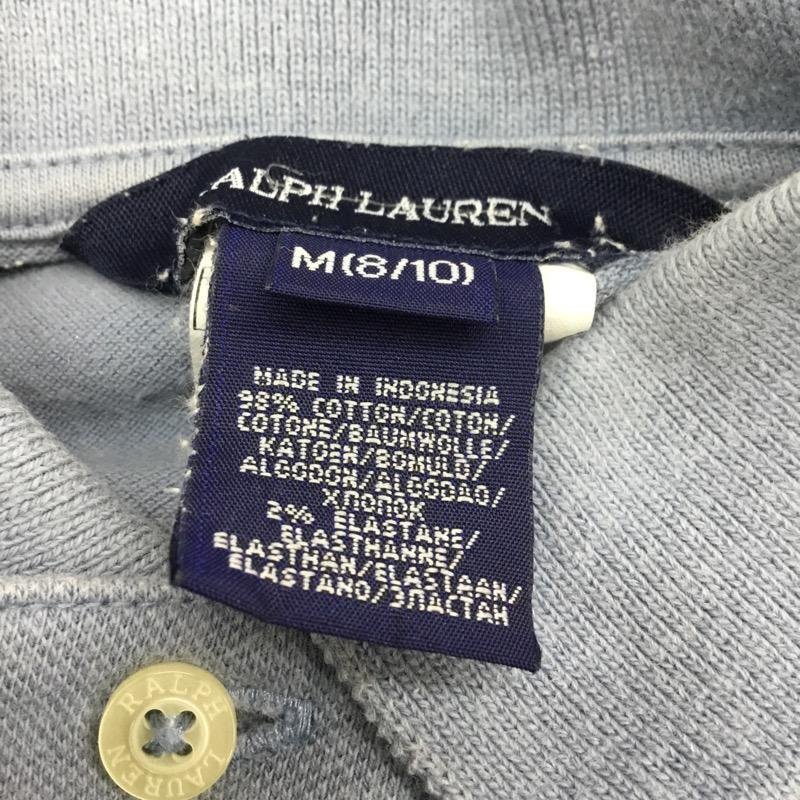 RALPH LAUREN
M(8/10)
MADE IN INDONESIA
98% COTTON/COTON/
COTONE/BAUMWOLLE/
KATOEN/BOMULD/
ALGODON/ALGODAO/
ХЛОПОК
2% ELASTANE/
ELASTHANNE/
ELASTHAN/ELASTAAN/
ELASTANO/ЭЛАСТАН
RALPH
LAUREN